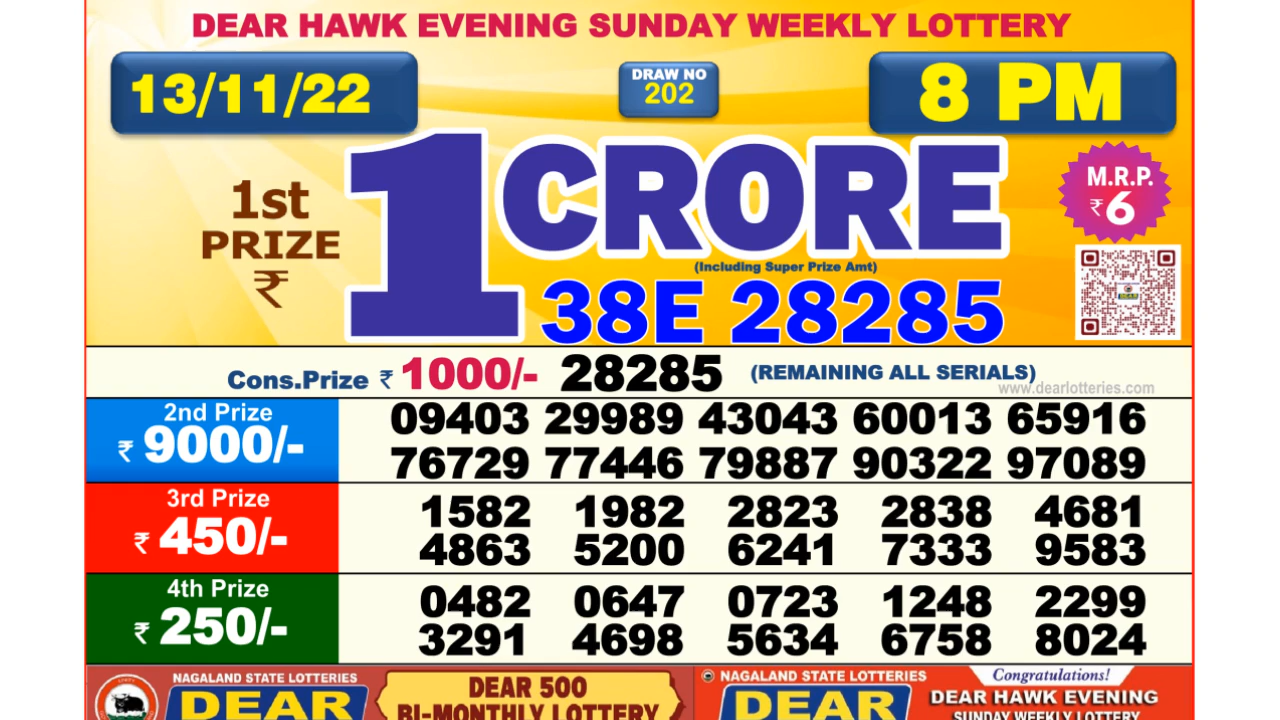 DEAR HAWK EVENING SUNDAY WEEKLY LOTTERY
13/11/22
DRAW NO
202
8 PM
1st
PRIZE
₹
1 CRORE
(Including Super Prize Amt)
38E 28285
M.R.P.
₹6
DEAR
Cons.Prize ₹ 1000/- 28285 (REMAINING ALL SERIALS)
www.dearlotteries.com
2nd Prize
₹ 9000/-
09403 29989 43043 60013 65916
76729 77446 79887 90322 97089
3rd Prize
₹ 450/-
1582 1982 2823 2838 4681
4863 5200 6241 7333 9583
4th Prize
₹ 250/-
0482 0647 0723 1248 2299
3291 4698 5634 6758 8024
NAGALAND STATE LOTTERIES
DEAR
DEAR 500
BI-MONTHLY LOTTERY
NAGALAND STATE LOTTERIES
DEAR
Congratulations!
DEAR HAWK EVENING
SUNDAY WEEKLY LOTTERY